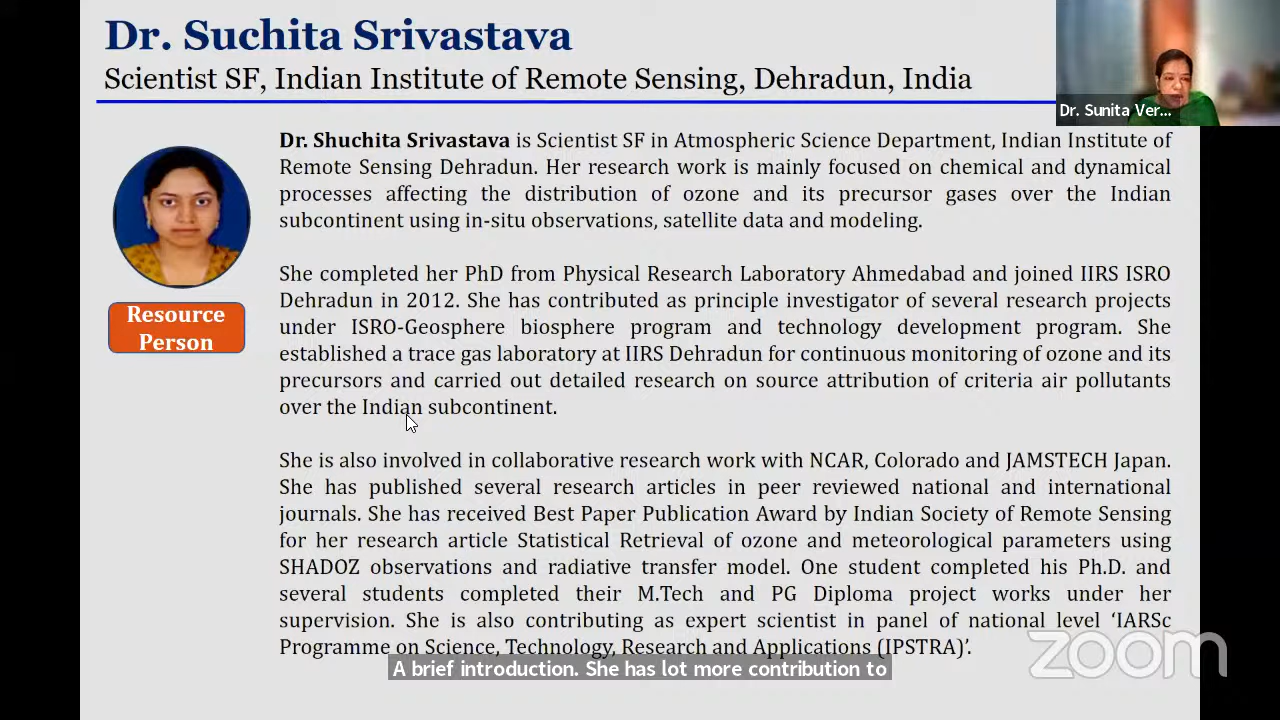 Dr. Suchita Srivastava
Scientist SF, Indian Institute of Remote Sensing, Dehradun, India
Dr. Sunita Ver...
Dr. Shuchita Srivastava is Scientist SF in Atmospheric Science Department, Indian Institute of
Remote Sensing Dehradun. Her research work is mainly focused on chemical and dynamical
processes affecting the distribution of ozone and its precursor gases over the Indian
subcontinent using in-situ observations, satellite data and modeling.
Resource
Person
She completed her PhD from Physical Research Laboratory Ahmedabad and joined IIRS ISRO
Dehradun in 2012. She has contributed as principle investigator of several research projects
under ISRO-Geosphere biosphere program and technology development program. She
established a trace gas laboratory at IIRS Dehradun for continuous monitoring of ozone and its
precursors and carried out detailed research on source attribution of criteria air pollutants
over the Indian subcontinent.
She is also involved in collaborative research work with NCAR, Colorado and JAMSTECH Japan.
She has published several research articles in peer reviewed national and international
journals. She has received Best Paper Publication Award by Indian Society of Remote Sensing
for her research article Statistical Retrieval of ozone and meteorological parameters using
SHADOZ observations and radiative transfer model. One student completed his Ph.D. and
several students completed their M.Tech and PG Diploma project works under her
supervision. She is also contributing as expert scientist in panel of national level ‘IARSc
Programme on Science, Technology, Research and Applications (IPSTRA)’.
A brief introduction. She has lot more contribution to
zoom